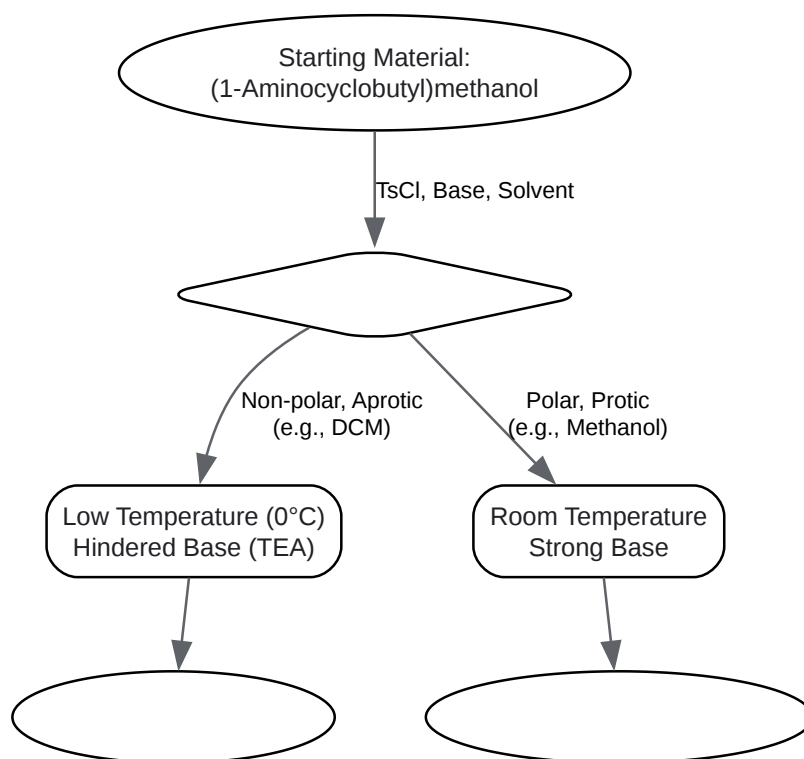 Starting Material:
(1-Aminocyclobutyl)methanol
TsCl, Base, Solvent
Non-polar, Aprotic
(e.g., DCM)
Polar, Protic
(e.g., Methanol)
Low Temperature (0°C)
Hindered Base (TEA)
Room Temperature
Strong Base